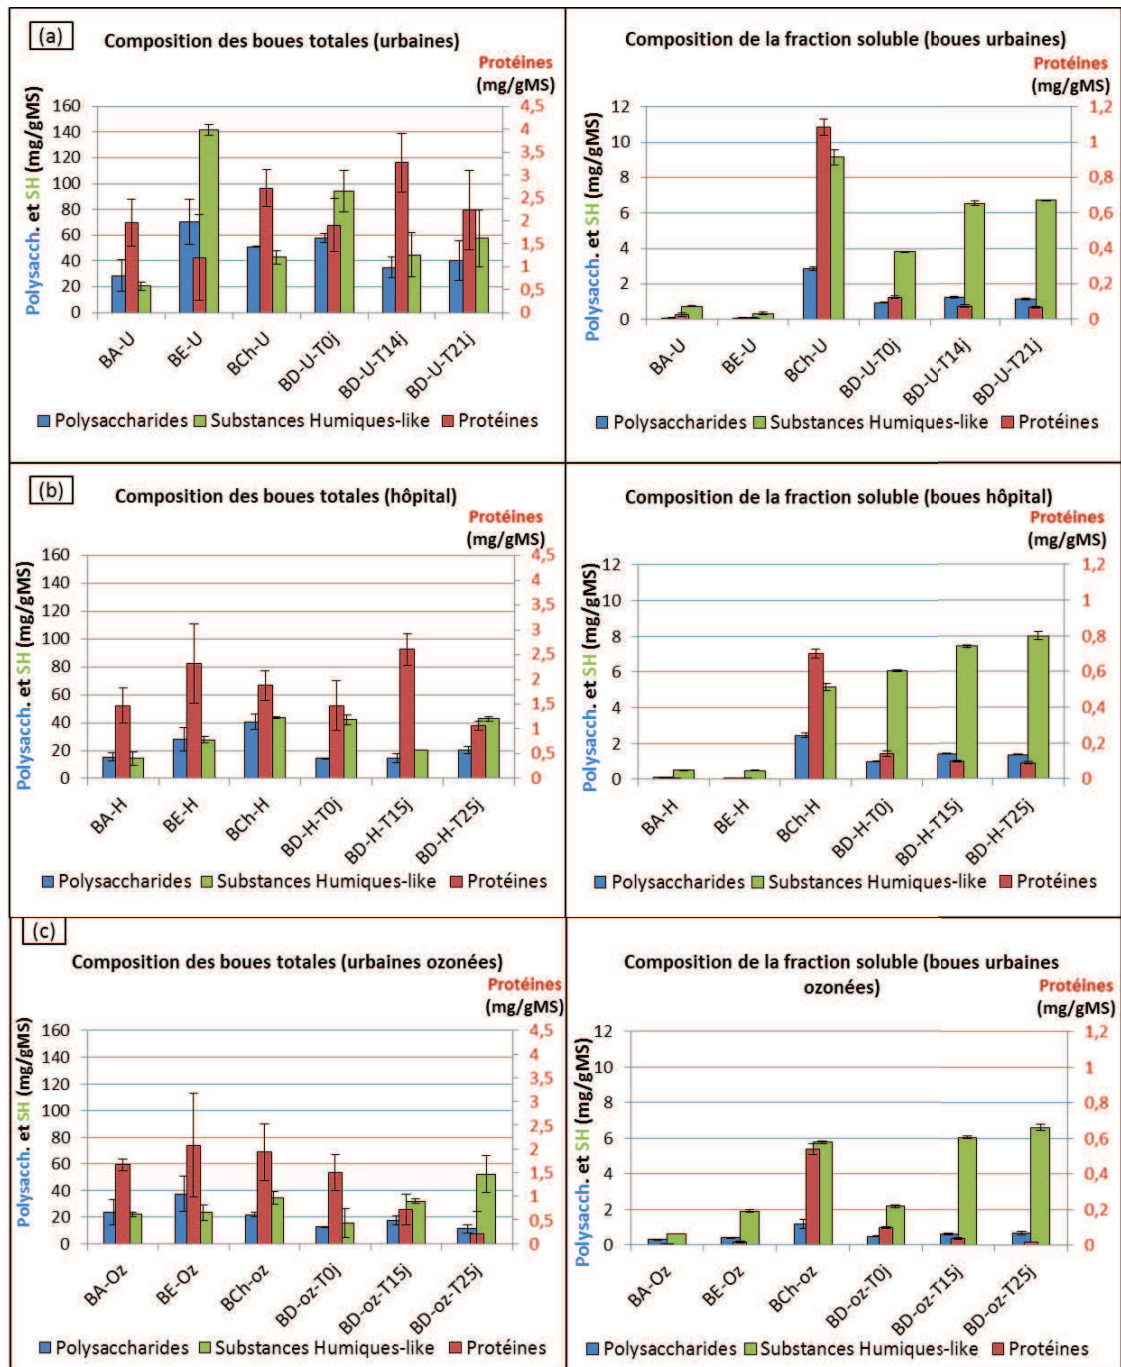 (a)
Composition des boues totales (urbaines)
Protéines
(mg/gMS)
Polysacch. et SH (mg/gMS)
160
140
120
100
80
60
40
20
0
4,5
4
3,5
3
2,5
2
1,5
1
0,5
0
BA-U
BE-U
BCh-U
BD-U-T0j
BD-U-T14j
BD-U-T21j
Polysaccharides
Substances Humiques-like
Protéines
Composition de la fraction soluble (boues urbaines)
Protéines
(mg/gMS)
Polysacch. et SH (mg/gMS)
12
10
8
6
4
2
0
1,2
1
0,8
0,6
0,4
0,2
0
BA-U
BE-U
BCh-U
BD-U-T0j
BD-U-T14j
BD-U-T21j
Polysaccharides
Substances Humiques-like
Protéines
(b)
Composition des boues totales (hôpital)
Protéines
(mg/gMS)
Polysacch. et SH (mg/gMS)
160
140
120
100
80
60
40
20
0
4,5
4
3,5
3
2,5
2
1,5
1
0,5
0
BA-H
BE-H
BCh-H
BD-H-T0j
BD-H-T15j
BD-H-T25j
Polysaccharides
Substances Humiques-like
Protéines
Composition de la fraction soluble (boues hôpital)
Protéines
(mg/gMS)
Polysacch. et SH (mg/gMS)
12
10
8
6
4
2
0
1,2
1
0,8
0,6
0,4
0,2
0
BA-H
BE-H
BCh-H
BD-H-T0j
BD-H-T15j
BD-H-T25j
Polysaccharides
Substances Humiques-like
Protéines
(c)
Composition des boues totales (urbaines ozonées)
Protéines
(mg/gMS)
Polysacch. et SH (mg/gMS)
160
140
120
100
80
60
40
20
0
4,5
4
3,5
3
2,5
2
1,5
1
0,5
0
BA-Oz
BE-Oz
BCh-oz
BD-oz-T0j
BD-oz-T15j
BD-oz-T25j
Polysaccharides
Substances Humiques-like
Protéines
Composition de la fraction soluble (boues urbaines
ozonées)
Protéines
(mg/gMS)
Polysacch. et SH (mg/gMS)
12
10
8
6
4
2
0
1,2
1
0,8
0,6
0,4
0,2
0
BA-Oz
BE-Oz
BCh-oz
BD-oz-T0j
BD-oz-T15j
BD-oz-T25j
Polysaccharides
Substances Humiques-like
Protéines